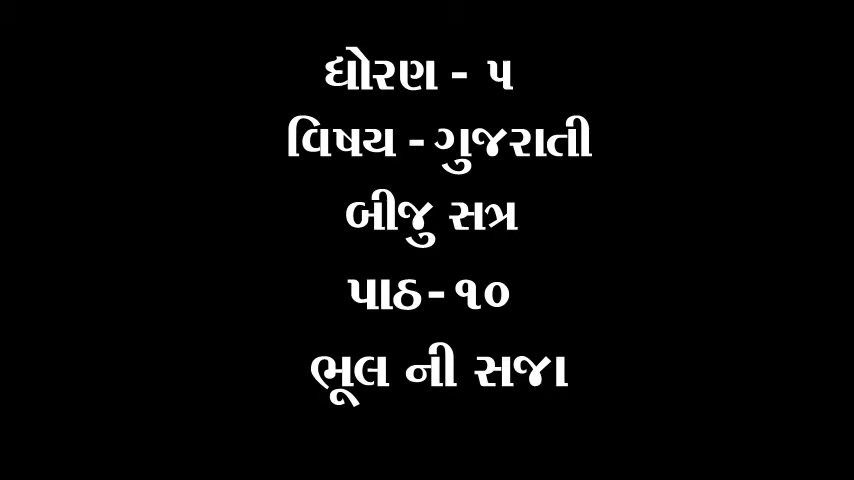 ધોરણ - ૫
વિષય - ગુજરાતી
બીજુ સત્ર
પાઠ - ૧૦
ભૂલ ની સજા